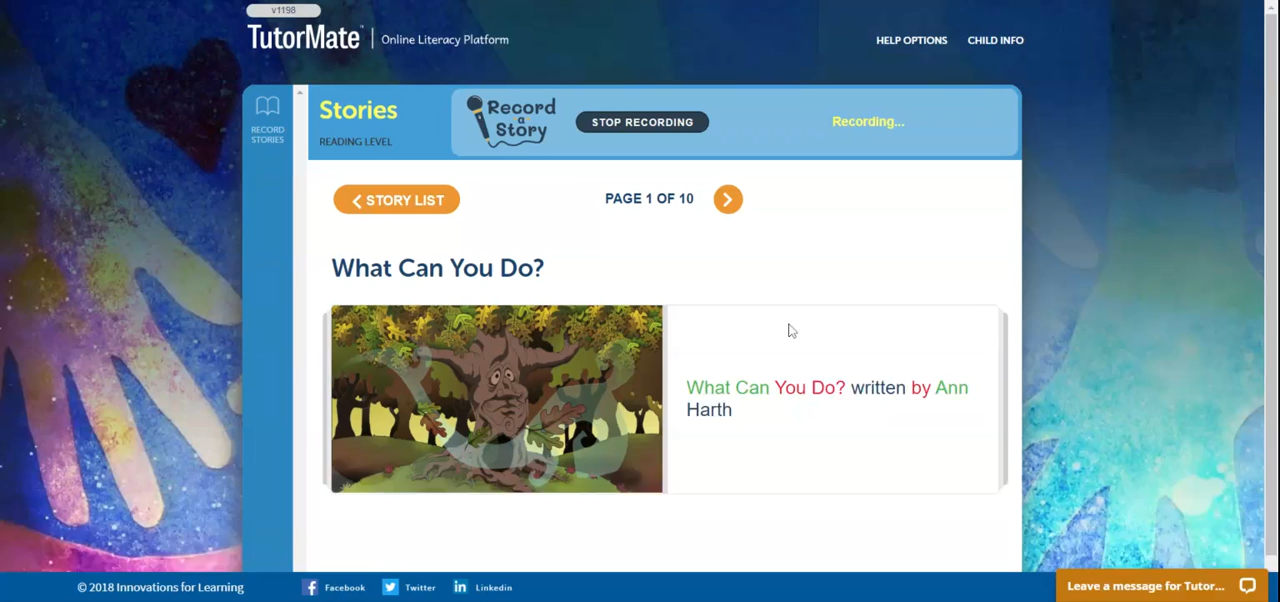 v1198
TutorMate | Online Literacy Platform
HELP OPTIONS CHILD INFO
RECORD
STORIES
Stories
READING LEVEL
Record
a
Story
STOP RECORDING
Recording...
STORY LIST
PAGE 1 OF 10
What Can You Do?
What Can You Do? written by Ann
Harth
© 2018 Innovations for Learning
Facebook
Twitter
Linkedin
Leave a message for Tutor...